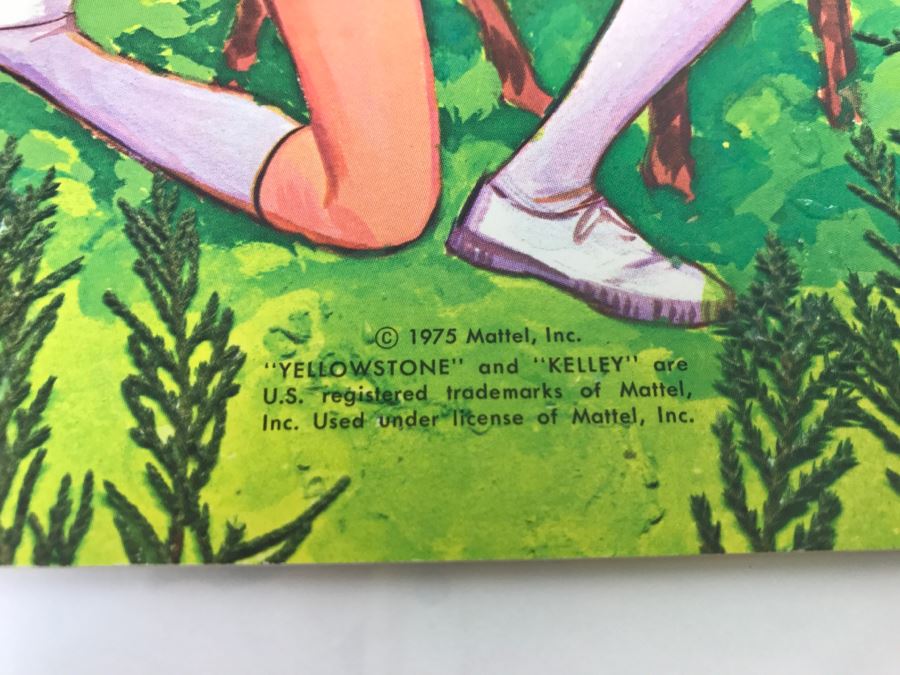 © 1975 Mattel, Inc.
"YELLOWSTONE" and "KELLEY" are
U.S. registered trademarks of Mattel,
Inc. Used under license of Mattel, Inc.